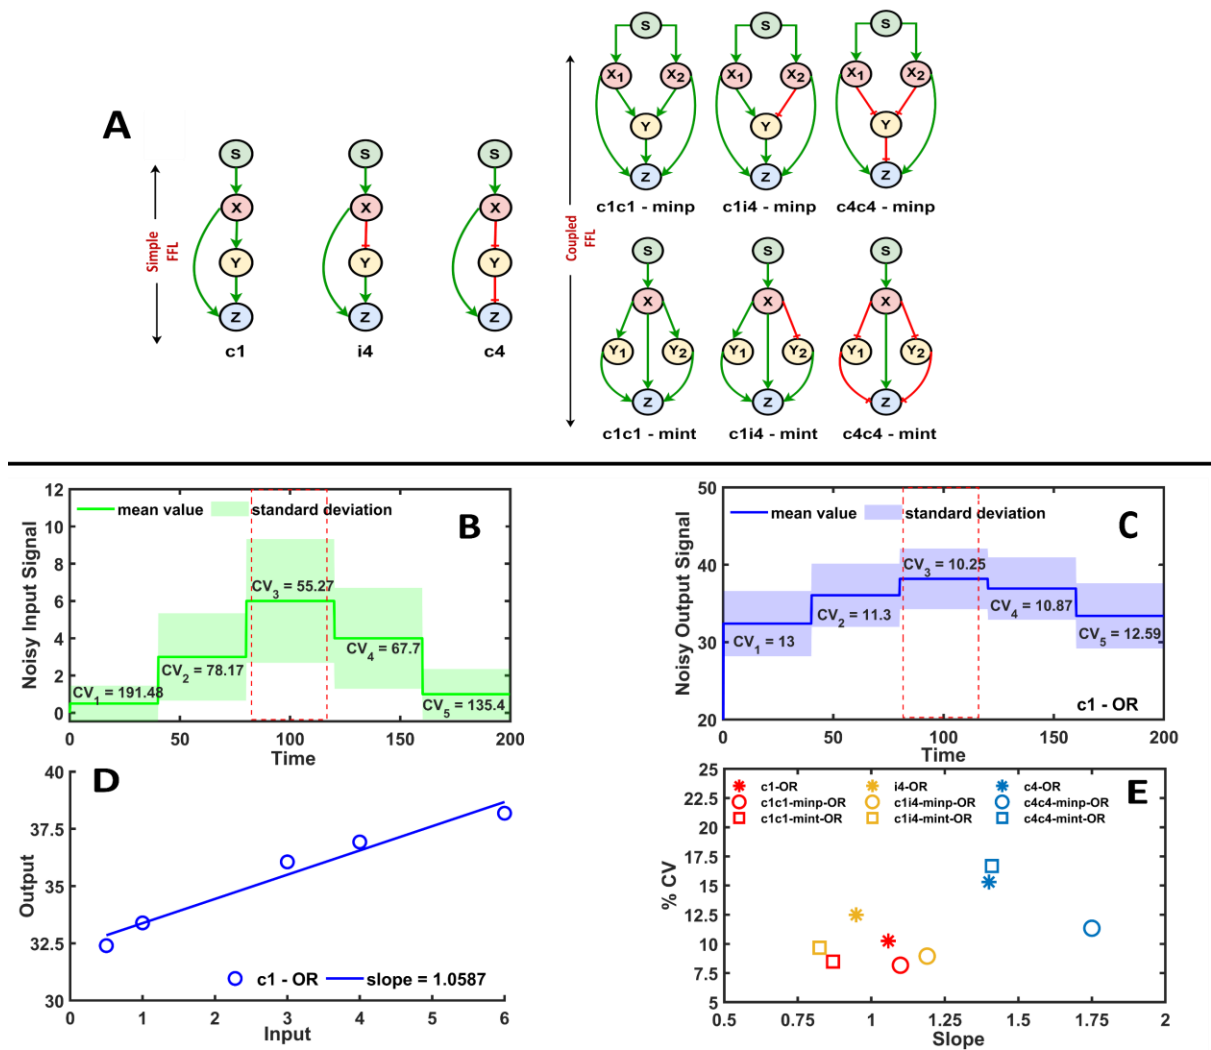 A
Simple
FFL
S
X
Y
Z
c1
S
X
Y
Z
i4
S
X
Y
Z
c4
Coupled
FFL
S
X1
X2
Y
Z
c1c1 - minp
S
X1
X2
Y
Z
c1i4 - minp
S
X1
X2
Y
Z
c4c4 - minp
S
X
Y1
Y2
Z
c1c1 - mint
S
X
Y1
Y2
Z
c1i4 - mint
S
X
Y1
Y2
Z
c4c4 - mint
B
mean value
standard deviation
Noisy Input Signal
12
10
8
6
4
2
0
CV1 = 191.48
CV2 = 78.17
CV3 = 55.27
CV4 = 67.7
CV5 = 135.4
0 50 100 150 200
Time
C
mean value
standard deviation
Noisy Output Signal
50
40
30
20
CV1 = 13
CV2 = 11.3
CV3 = 10.25
CV4 = 10.87
CV5 = 12.59
c1 - OR
0 50 100 150 200
Time
D
Output
40
37.5
35
32.5
30
c1 - OR
slope = 1.0587
0 1 2 3 4 5 6
Input
E
c1-OR
i4-OR
c4-OR
c1c1-minp-OR
c1i4-minp-OR
c4c4-minp-OR
c1c1-mint-OR
c1i4-mint-OR
c4c4-mint-OR
% CV
25
22.5
20
17.5
15
12.5
10
7.5
5
0.5 0.75 1 1.25 1.5 1.75 2
Slope